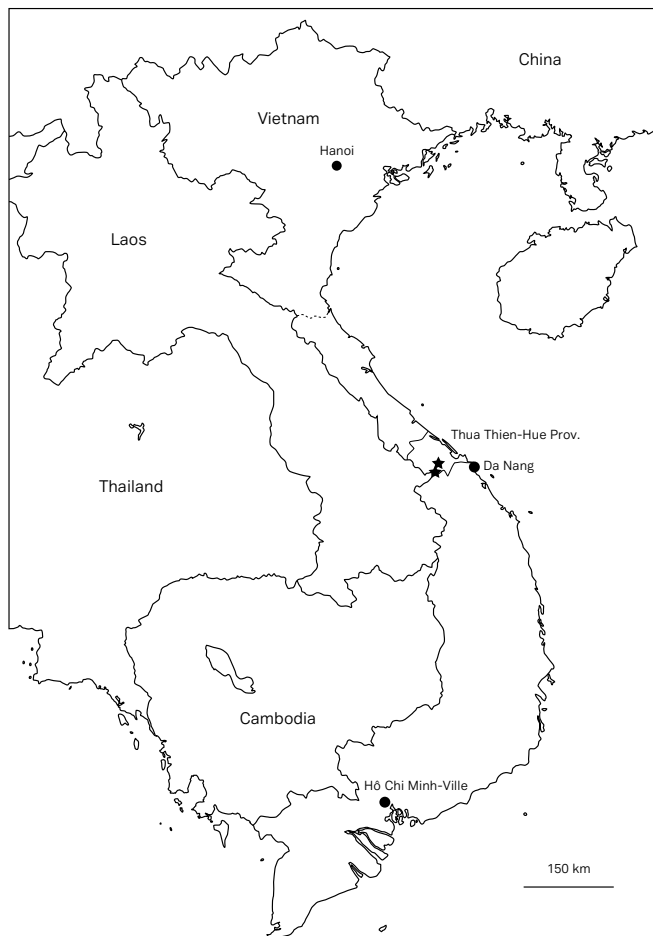 China
Vietnam
Hanoi
Laos
Thua Thien-Hue Prov.
Da Nang
Thailand
Cambodia
Hô Chi Minh-Ville
150 km